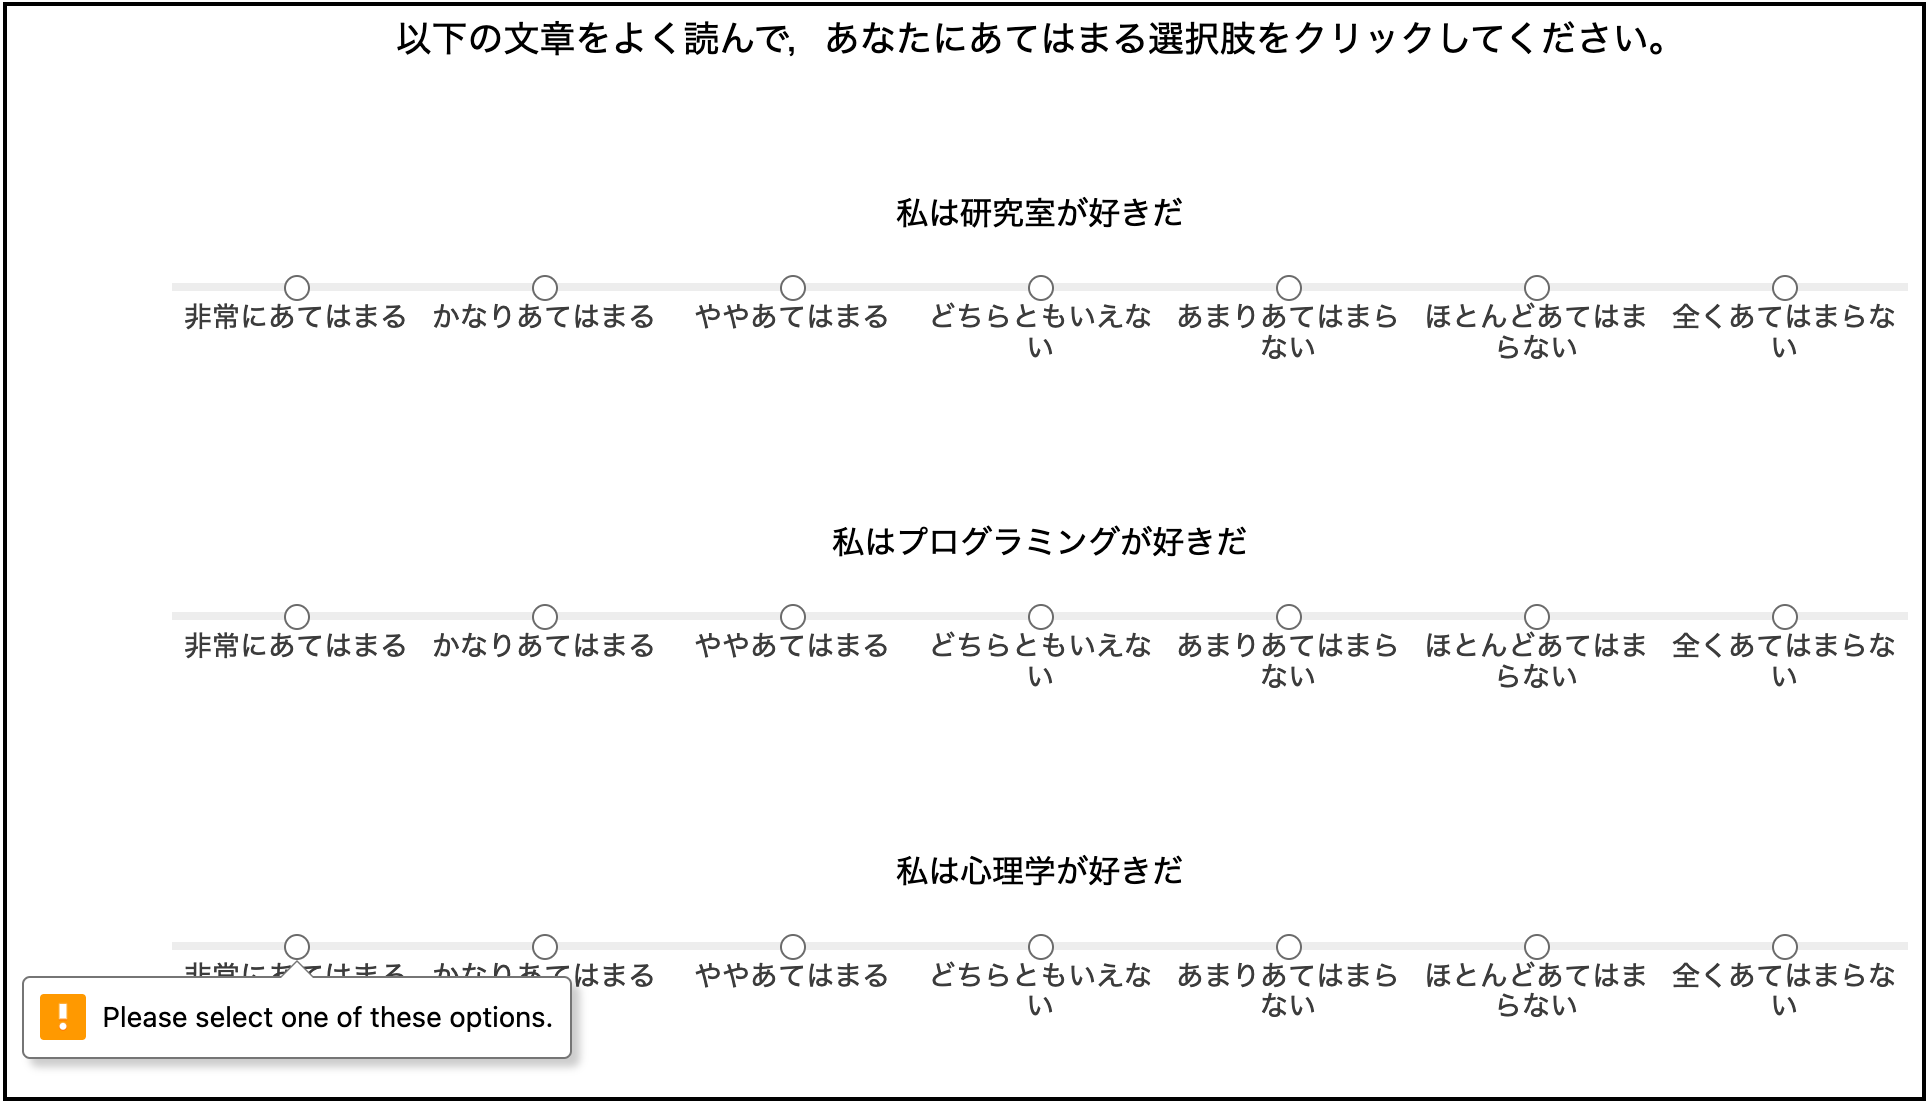 以下の文章をよく読んで，あなたにあてはまる選択肢をクリックしてください。
私は研究室が好きだ
非常にあてはまる かなりあてはまる ややあてはまる どちらともいえな あまりあてはまら ほとんどあてはま 全くあてはまらな
い ない らない い
私はプログラミングが好きだ
非常にあてはまる かなりあてはまる ややあてはまる どちらともいえな あまりあてはまら ほとんどあてはま 全くあてはまらな
い ない らない い
私は心理学が好きだ
非常にあてはまる かなりあてはまる ややあてはまる どちらともいえな あまりあてはまら ほとんどあてはま 全くあてはまらな
い ない らない い
Please select one of these options.